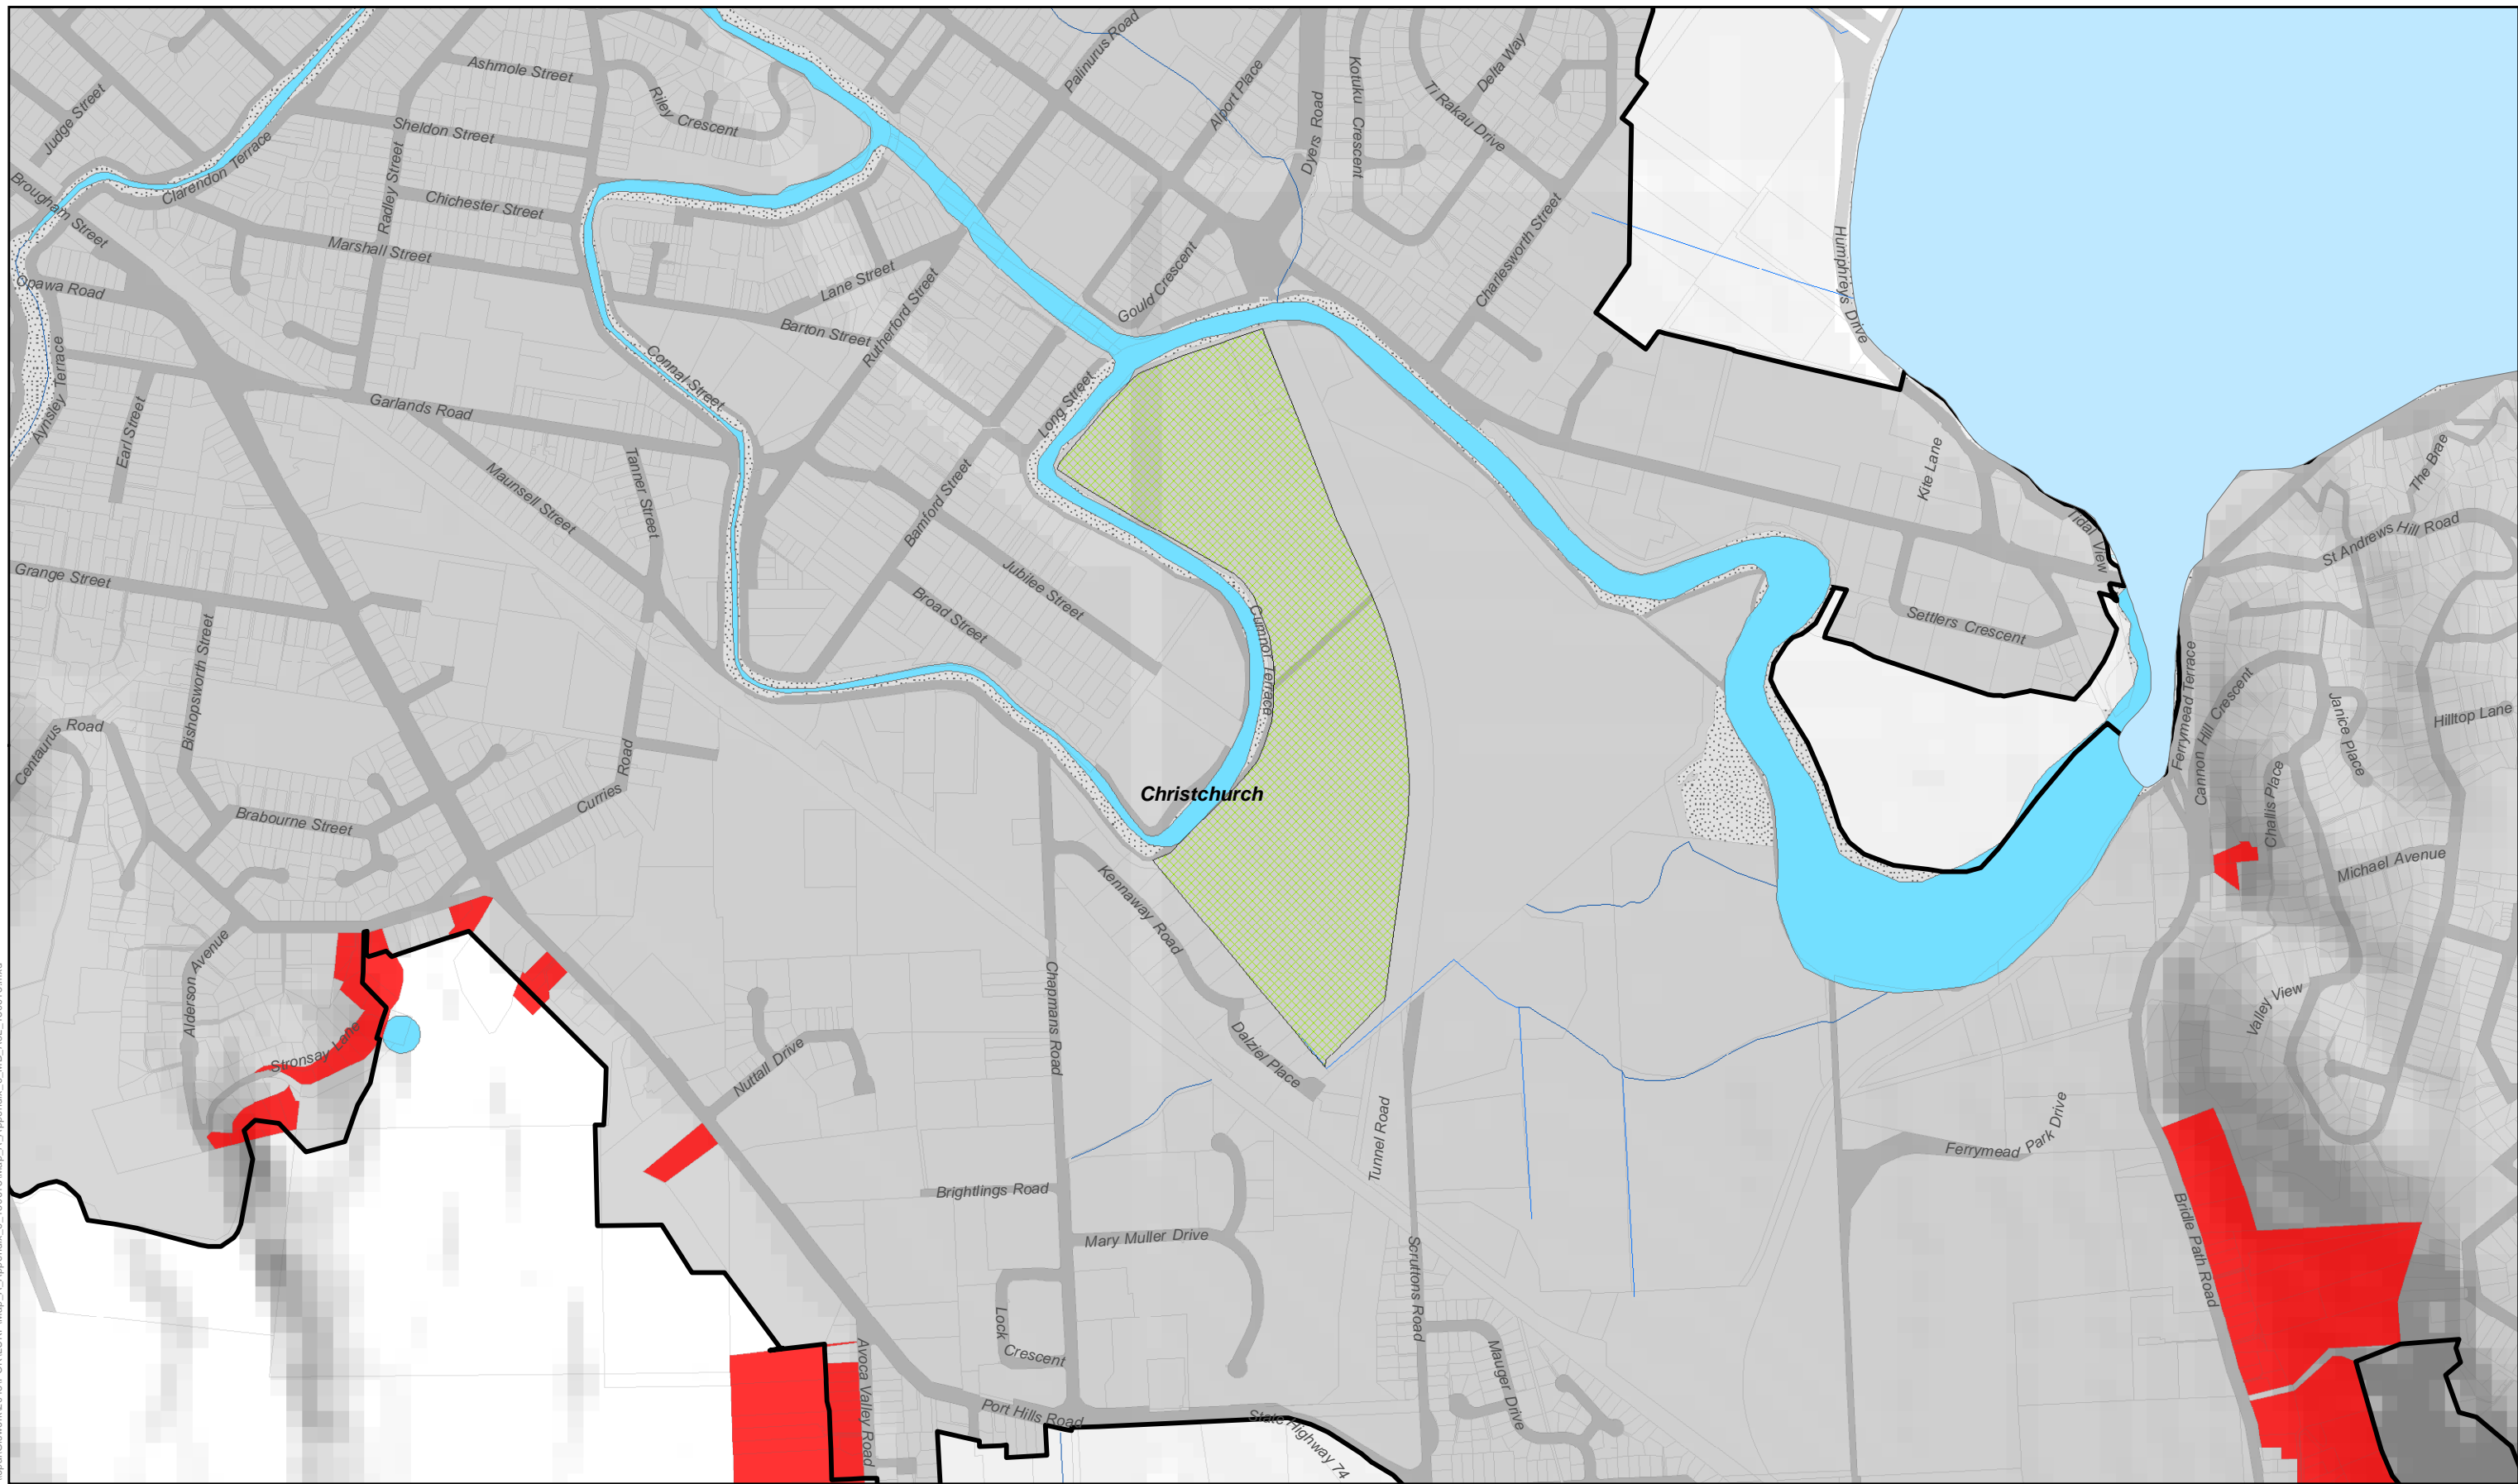 Palinurus Road
Ashmole Street
Riley Crescent
Judge Street
Sheldon Street
Clarendon Terrace
Radley Street
Alport Place
Dyers Road
Kotuku Crescent
Ti Rakau Drive
Delta Way
Brougham Street
Chichester Street
Marshall Street
Charlesworth Street
Humphreys Drive
Opawa Road
Lane Street
Gould Crescent
Barton Street
Rutherford Street
Aynsley Terrace
Connal Street
Long Street
Earl Street
Garlands Road
Maunsell Street
Tanner Street
Bamford Street
Kite Lane
The Brae
Tidal View
St Andrews Hill Road
Grange Street
Jubilee Street
Broad Street
Cumnor Terrace
Settlers Crescent
Bishopsworth Street
Ferrymead Terrace
Cannon Hill Crescent
Janice Place
Hilltop Lane
Centaurus Road
Curries Road
Christchurch
Challis Place
Brabourne Street
Michael Avenue
Kennaway Road
Alderson Avenue
Chapmans Road
Valley View
Stronsay Lane
Nuttall Drive
Dalziel Place
Tunnel Road
Ferrymead Park Drive
Brightlings Road
Mary Muller Drive
Scruttons Road
Bridle Path Road
Lock Crescent
Avoca Valley Road
Mauger Drive
Port Hills Road
State Highway 74